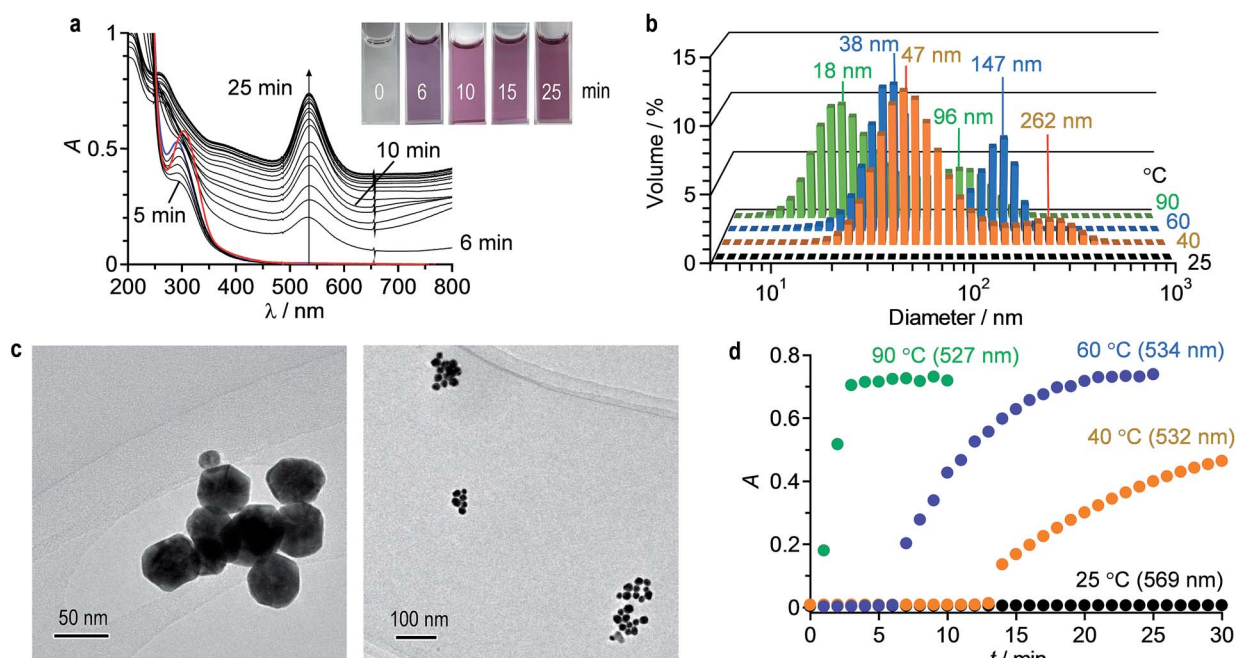 a
1
0.5
0
A
25 min
5 min
10 min
6 min
200 300 400 500 600 700 800
λ / nm
0 6 10 15 25 min
b
15
10
5
0
Volume / %
18 nm
38 nm
47 nm
96 nm
147 nm
262 nm
°C
90
60
40
25
10¹ 10² 10³
Diameter / nm
c
50 nm
100 nm
d
0.8
0.6
0.4
0.2
0
A
90 °C (527 nm)
60 °C (534 nm)
40 °C (532 nm)
25 °C (569 nm)
0 5 10 15 20 25 30
t / min